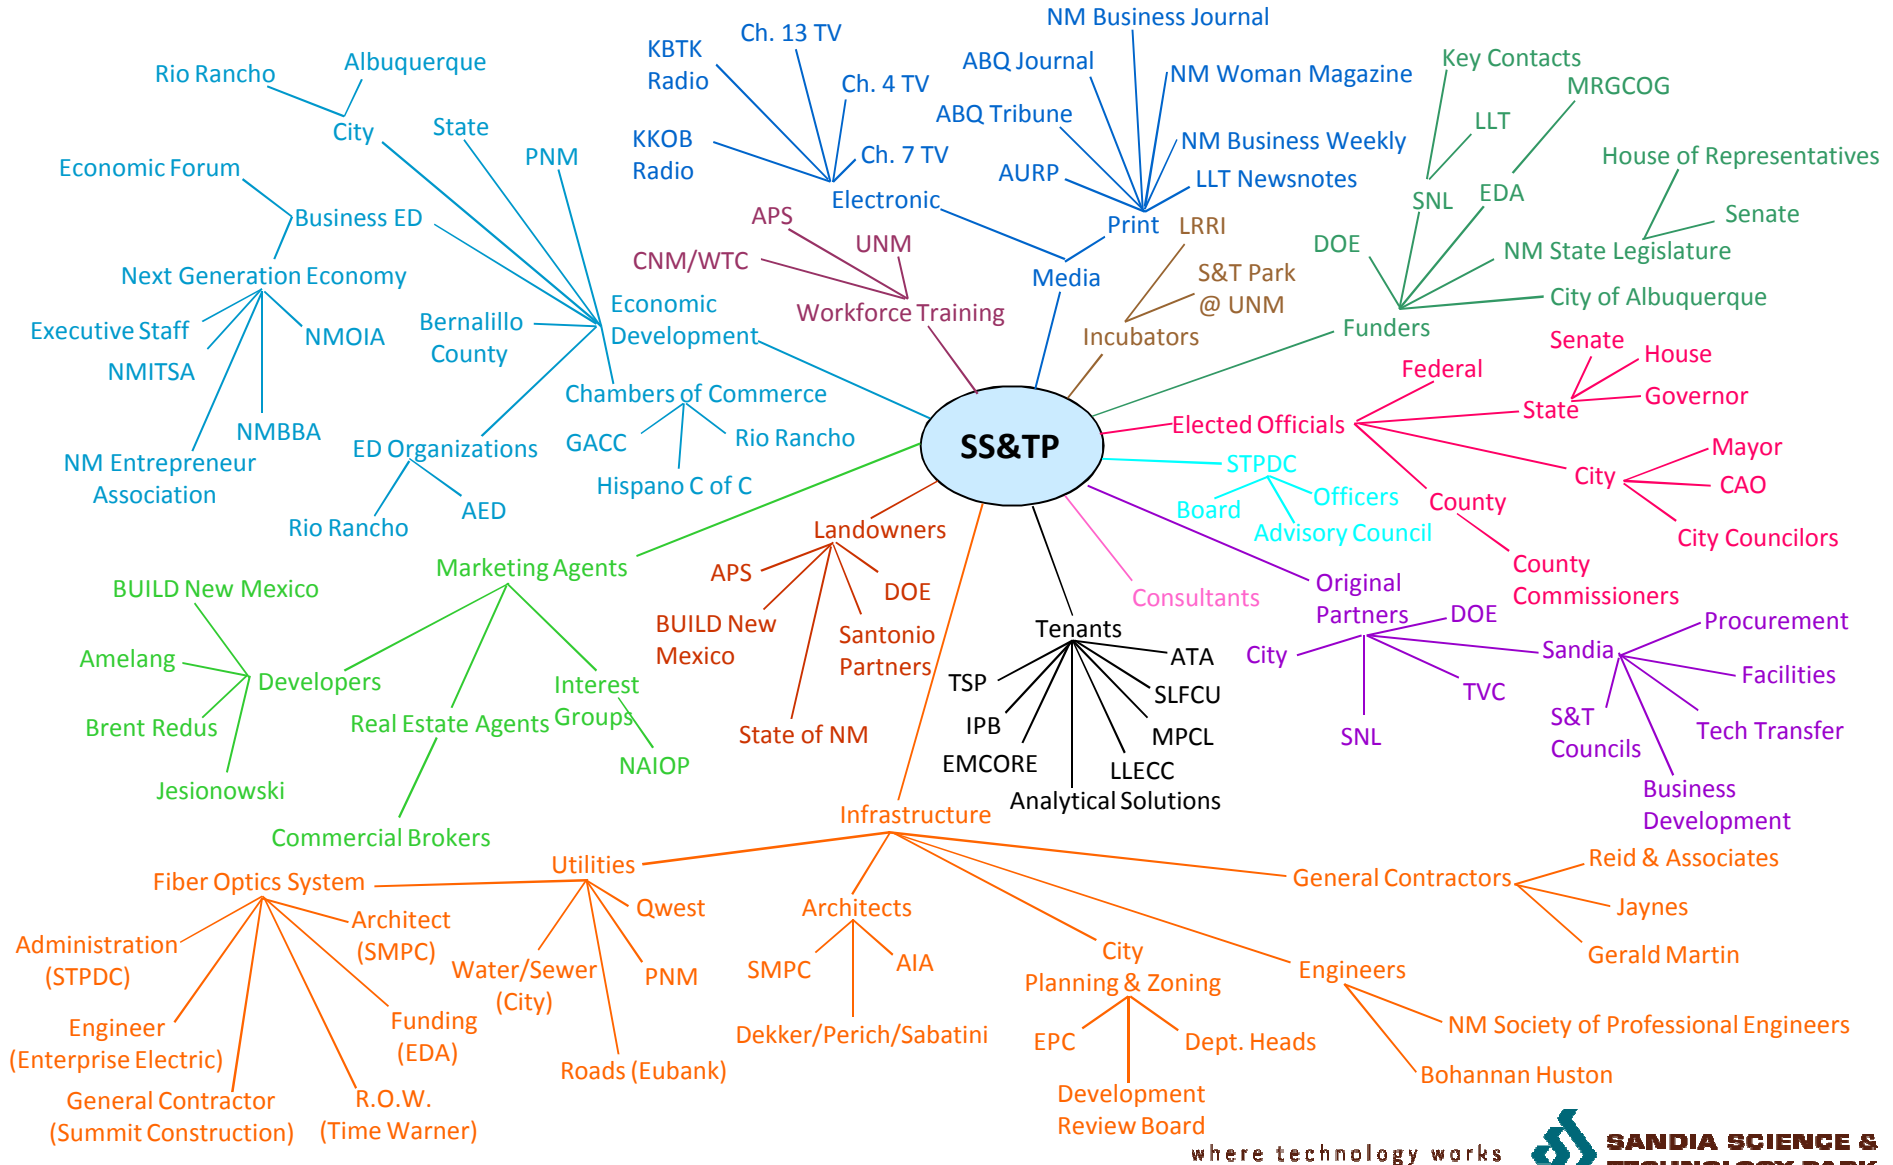 SS&TP
Economic
Development
City
Rio Rancho
Albuquerque
State
PNM
Business ED
Economic Forum
Next Generation Economy
Executive Staff
NMITSA
NM Entrepreneur
Association
NMBBA
NMOIA
Bernalillo
County
ED Organizations
Rio Rancho
AED
Chambers of Commerce
GACC
Hispano C of C
Rio Rancho
Workforce Training
CNM/WTC
APS
UNM
Media
Electronic
KKOB
Radio
KBTK
Radio
Ch. 13 TV
Ch. 4 TV
Ch. 7 TV
Print
AURP
ABQ Tribune
ABQ Journal
NM Business Journal
NM Woman Magazine
NM Business Weekly
LLT Newsnotes
Incubators
LRRI
S&T Park
@ UNM
Funders
DOE
SNL
Key Contacts
LLT
EDA
MRGCOG
NM State Legislature
House of Representatives
Senate
City of Albuquerque
Elected Officials
Federal
State
Senate
House
Governor
City
Mayor
CAO
City Councilors
County
County
Commissioners
STPDC
Board
Advisory Council
Officers
Original
Partners
City
SNL
TVC
DOE
Sandia
Procurement
Facilities
Tech Transfer
Business
Development
S&T
Councils
Consultants
Tenants
TSP
IPB
EMCORE
Analytical Solutions
LLECC
MPCL
SLFCU
ATA
Landowners
APS
BUILD New
Mexico
State of NM
Santonio
Partners
DOE
Marketing Agents
Developers
BUILD New Mexico
Amelang
Brent Redus
Jesionowski
Real Estate Agents
Commercial Brokers
Interest
Groups
NAIOP
Infrastructure
Utilities
Fiber Optics System
Administration
(STPDC)
Engineer
(Enterprise Electric)
General Contractor
(Summit Construction)
R.O.W.
(Time Warner)
Funding
(EDA)
Architect
(SMPC)
Water/Sewer
(City)
Roads (Eubank)
PNM
Qwest
Architects
SMPC
Dekker/Perich/Sabatini
AIA
City
Planning & Zoning
EPC
Development
Review Board
Dept. Heads
Engineers
NM Society of Professional Engineers
Bohannan Huston
General Contractors
Reid & Associates
Jaynes
Gerald Martin
where technology works
SANDIA SCIENCE &
TECHNOLOGY PARK